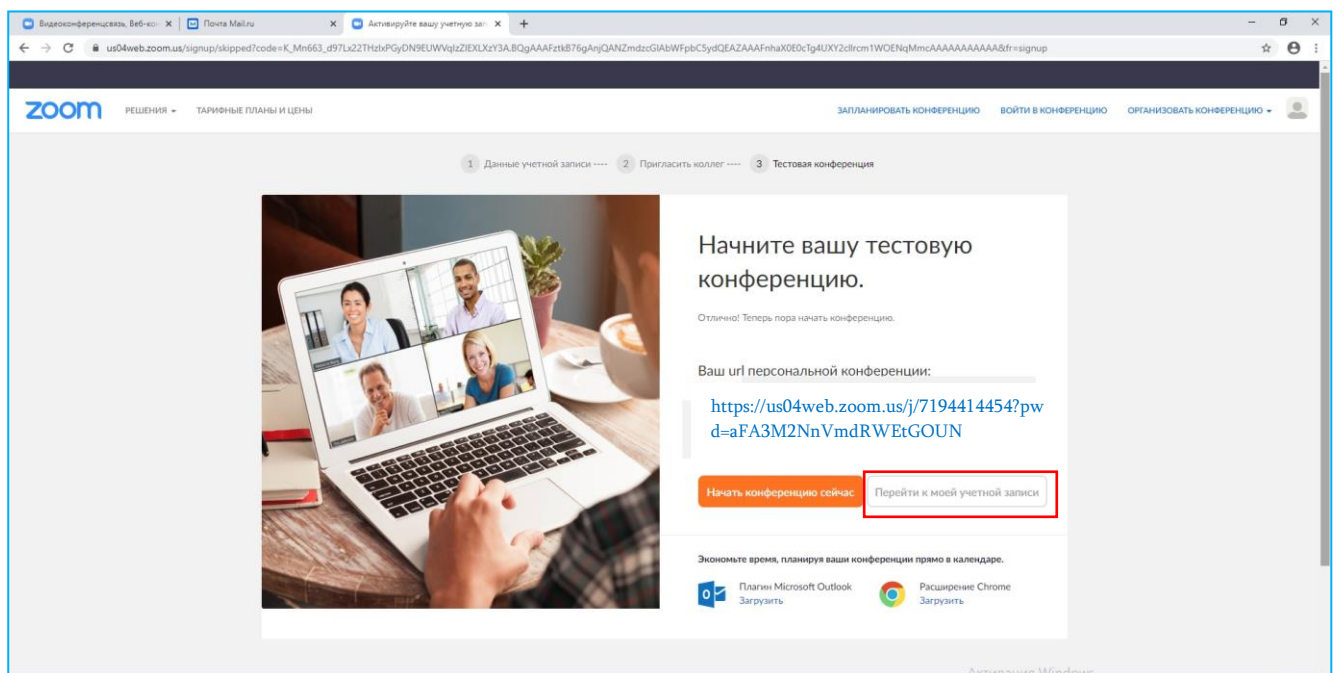 Видеоконференцсвязь, Веб-кон
Почта Mail.ru
Активируйте вашу учетную зап
us04web.zoom.us/signup/skipped?code=K_Mn663_d97Lx22THzlxPGyDN9EUWVqlzZlEXLXzY3A.BQgAAAFztkB76gAnjQANZmdzcGlAbWFpbC5ydQEAZAAAFnhaX0E0cTg4UXY2cllrcm1WOENqMmcAAAAAAAAAAA&fr=signup
zoom
РЕШЕНИЯ
ТАРИФНЫЕ ПЛАНЫ И ЦЕНЫ
ЗАПЛАНИРОВАТЬ КОНФЕРЕНЦИЮ
ВОЙТИ В КОНФЕРЕНЦИЮ
ОРГАНИЗОВАТЬ КОНФЕРЕНЦИЮ
1 Данные учетной записи ---- 2 Пригласить коллег ---- 3 Тестовая конференция
Начните вашу тестовую
конференцию.
Отлично! Теперь пора начать конференцию.
Ваш url персональной конференции:
https://us04web.zoom.us/j/7194414454?pw
d=aFA3M2NnVmdRWEtGOUN
Начать конференцию сейчас
Перейти к моей учетной записи
Экономьте время, планируя ваши конференции прямо в календаре.
Плагин Microsoft Outlook
Загрузить
Расширение Chrome
Загрузить
Активация Windows